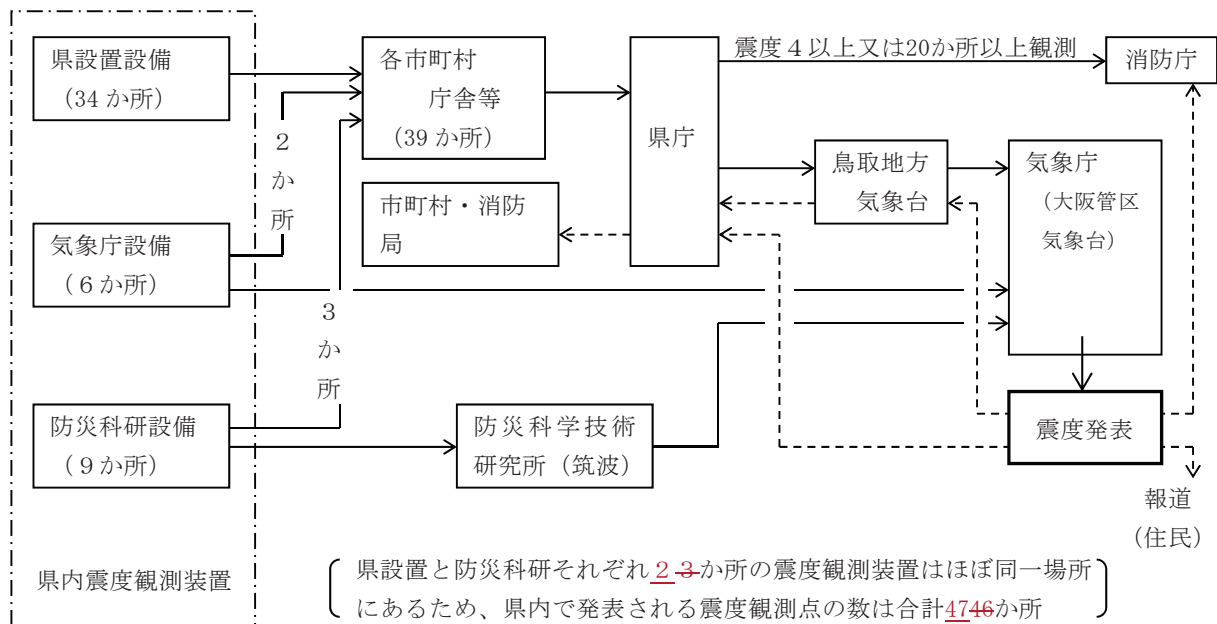 県設置設備
（34か所）
各市町村
庁舎等
（39か所）
県庁
震度４以上又は20か所以上観測
消防庁
２か所
市町村・消防
局
鳥取地方
気象台
気象庁
（大阪管区
気象台）
気象庁設備
（６か所）
３か所
防災科研設備
（９か所）
防災科学技術
研究所（筑波）
震度発表
報道
（住民）
県内震度観測装置
県設置と防災科研それぞれ２３か所の震度観測装置はほぼ同一場所
にあるため、県内で発表される震度観測点の数は合計4746か所